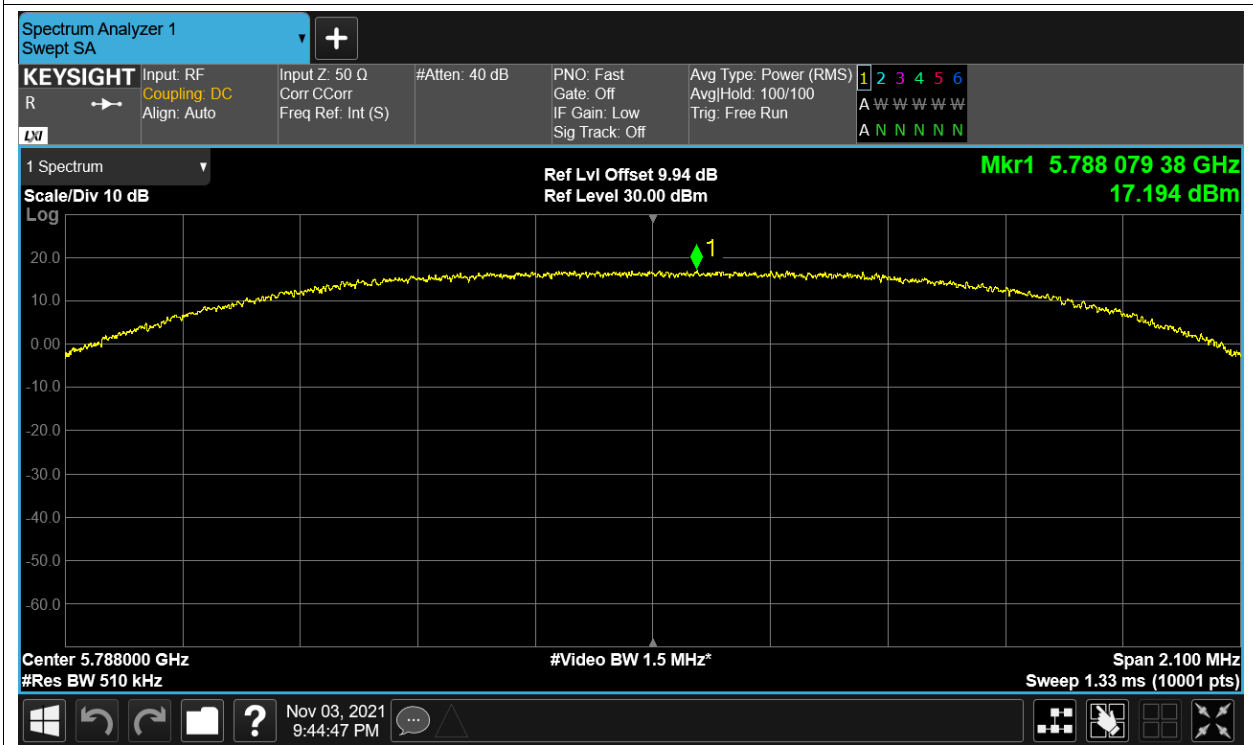 Spectrum Analyzer 1
Swept SA
KEYSIGHT
R
LXI
Input: RF
Coupling: DC
Align: Auto
Input Z: 50 Ω
Corr CCorr
Freq Ref: Int (S)
#Atten: 40 dB
PNO: Fast
Gate: Off
IF Gain: Low
Sig Track: Off
Avg Type: Power (RMS)
Avg|Hold: 100/100
Trig: Free Run
1 2 3 4 5 6
A W W W W W
A N N N N N
1 Spectrum
Scale/Div 10 dB
Log
Ref Lvl Offset 9.94 dB
Ref Level 30.00 dBm
Mkr1 5.788 079 38 GHz
17.194 dBm
1
20.0
10.0
0.00
-10.0
-20.0
-30.0
-40.0
-50.0
-60.0
Center 5.788000 GHz
#Res BW 510 kHz
#Video BW 1.5 MHz*
Span 2.100 MHz
Sweep 1.33 ms (10001 pts)
?
Nov 03, 2021
9:44:47 PM